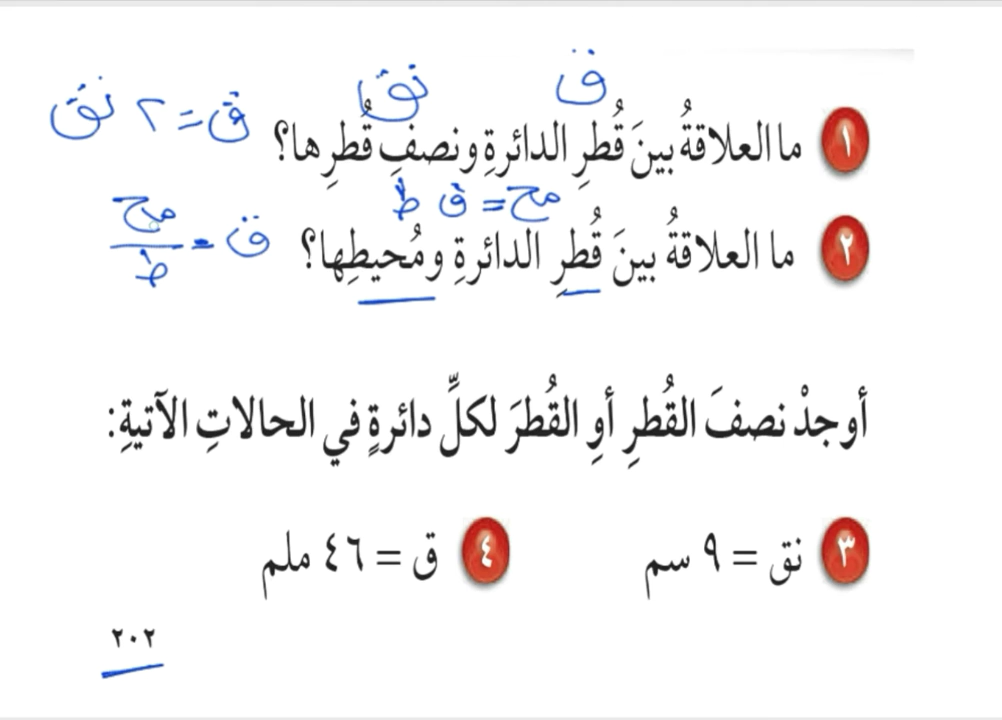 ق
نق
ق = ٢ نق
١ ما العلاقةُ بينَ قُطرِ الدائرةِ ونصفِ قُطرِها؟
مح = ق ط
ق = مح / ط
٢ ما العلاقةُ بينَ قُطرِ الدائرةِ ومُحيطِها؟
أوجدْ نصفَ القُطرِ أوِ القُطرَ لكلِّ دائرةٍ في الحالاتِ الآتيةِ:
٣ نق = ٩ سم ٤ ق = ٤٦ ملم
٢٠٢